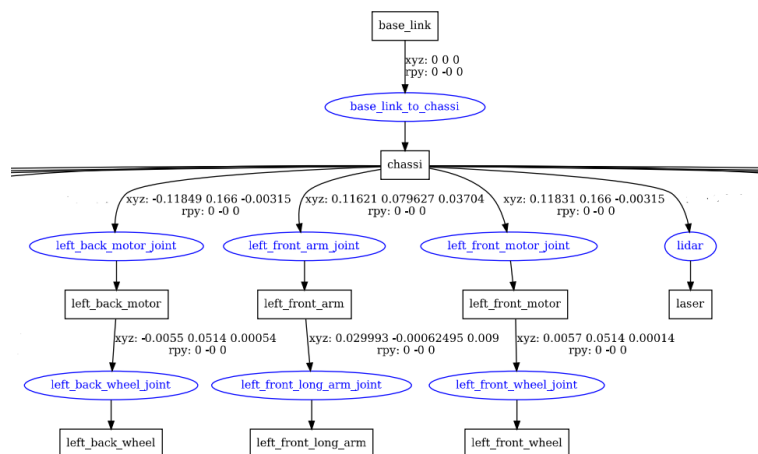 base_link
xyz: 0 0 0
rpy: 0 -0 0
base_link_to_chassi
chassi
xyz: -0.11849 0.166 -0.00315
rpy: 0 -0 0
xyz: 0.11621 0.079627 0.03704
rpy: 0 -0 0
xyz: 0.11831 0.166 -0.00315
rpy: 0 -0 0
left_back_motor_joint
left_front_arm_joint
left_front_motor_joint
lidar
left_back_motor
left_front_arm
left_front_motor
laser
xyz: -0.0055 0.0514 0.00054
rpy: 0 -0 0
xyz: 0.029993 -0.00062495 0.009
rpy: 0 -0 0
xyz: 0.0057 0.0514 0.00014
rpy: 0 -0 0
left_back_wheel_joint
left_front_long_arm_joint
left_front_wheel_joint
left_back_wheel
left_front_long_arm
left_front_wheel